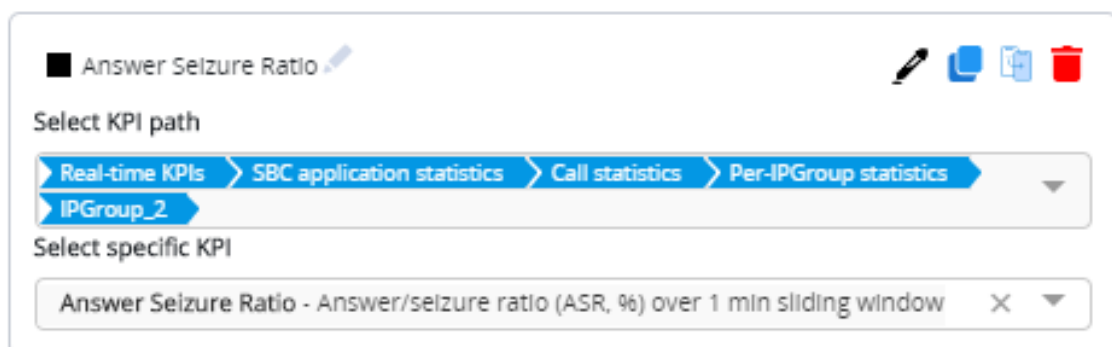 Answer Seizure Ratio
Select KPI path
Real-time KPIs SBC application statistics Call statistics Per-IPGroup statistics
IPGroup_2
Select specific KPI
Answer Seizure Ratio - Answer/seizure ratio (ASR, %) over 1 min sliding window